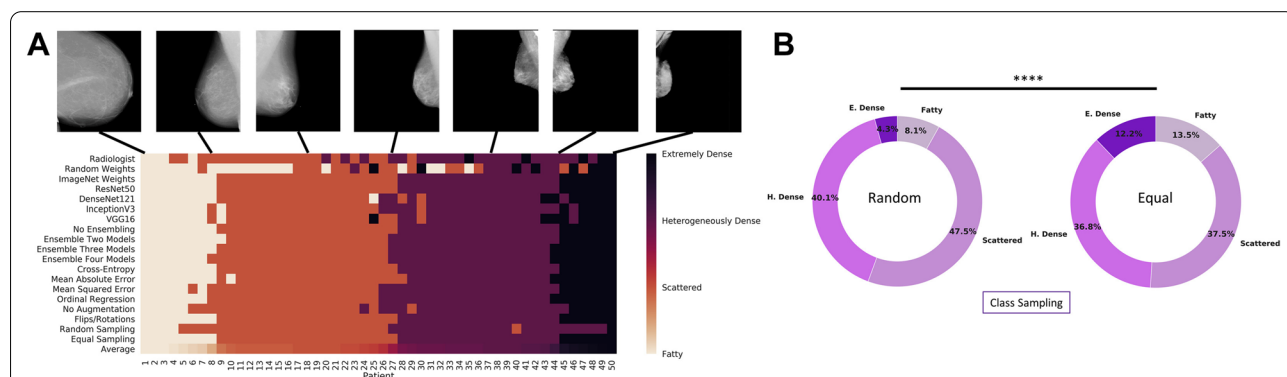 A
Radiologist
Random Weights
ImageNet Weights
ResNet50
DenseNet121
InceptionV3
VGG16
No Ensembling
Ensemble Two Models
Ensemble Three Models
Ensemble Four Models
Cross-Entropy
Mean Absolute Error
Mean Squared Error
Ordinal Regression
No Augmentation
Flips/Rotations
Random Sampling
Equal Sampling
Average
1 2 3 4 5 6 7 8 9 10 11 12 13 14 15 16 17 18 19 20 21 22 23 24 25 26 27 28 29 30 31 32 33 34 35 36 37 38 39 40 41 42 43 44 45 46 47 48 49 50
Patient
Extremely Dense
Heterogeneously Dense
Scattered
Fatty
B
****
E. Dense
Fatty
4.3%
8.1%
H. Dense
40.1%
Random
47.5%
Scattered
E. Dense
Fatty
12.2%
13.5%
H. Dense
36.8%
Equal
37.5%
Scattered
Class Sampling